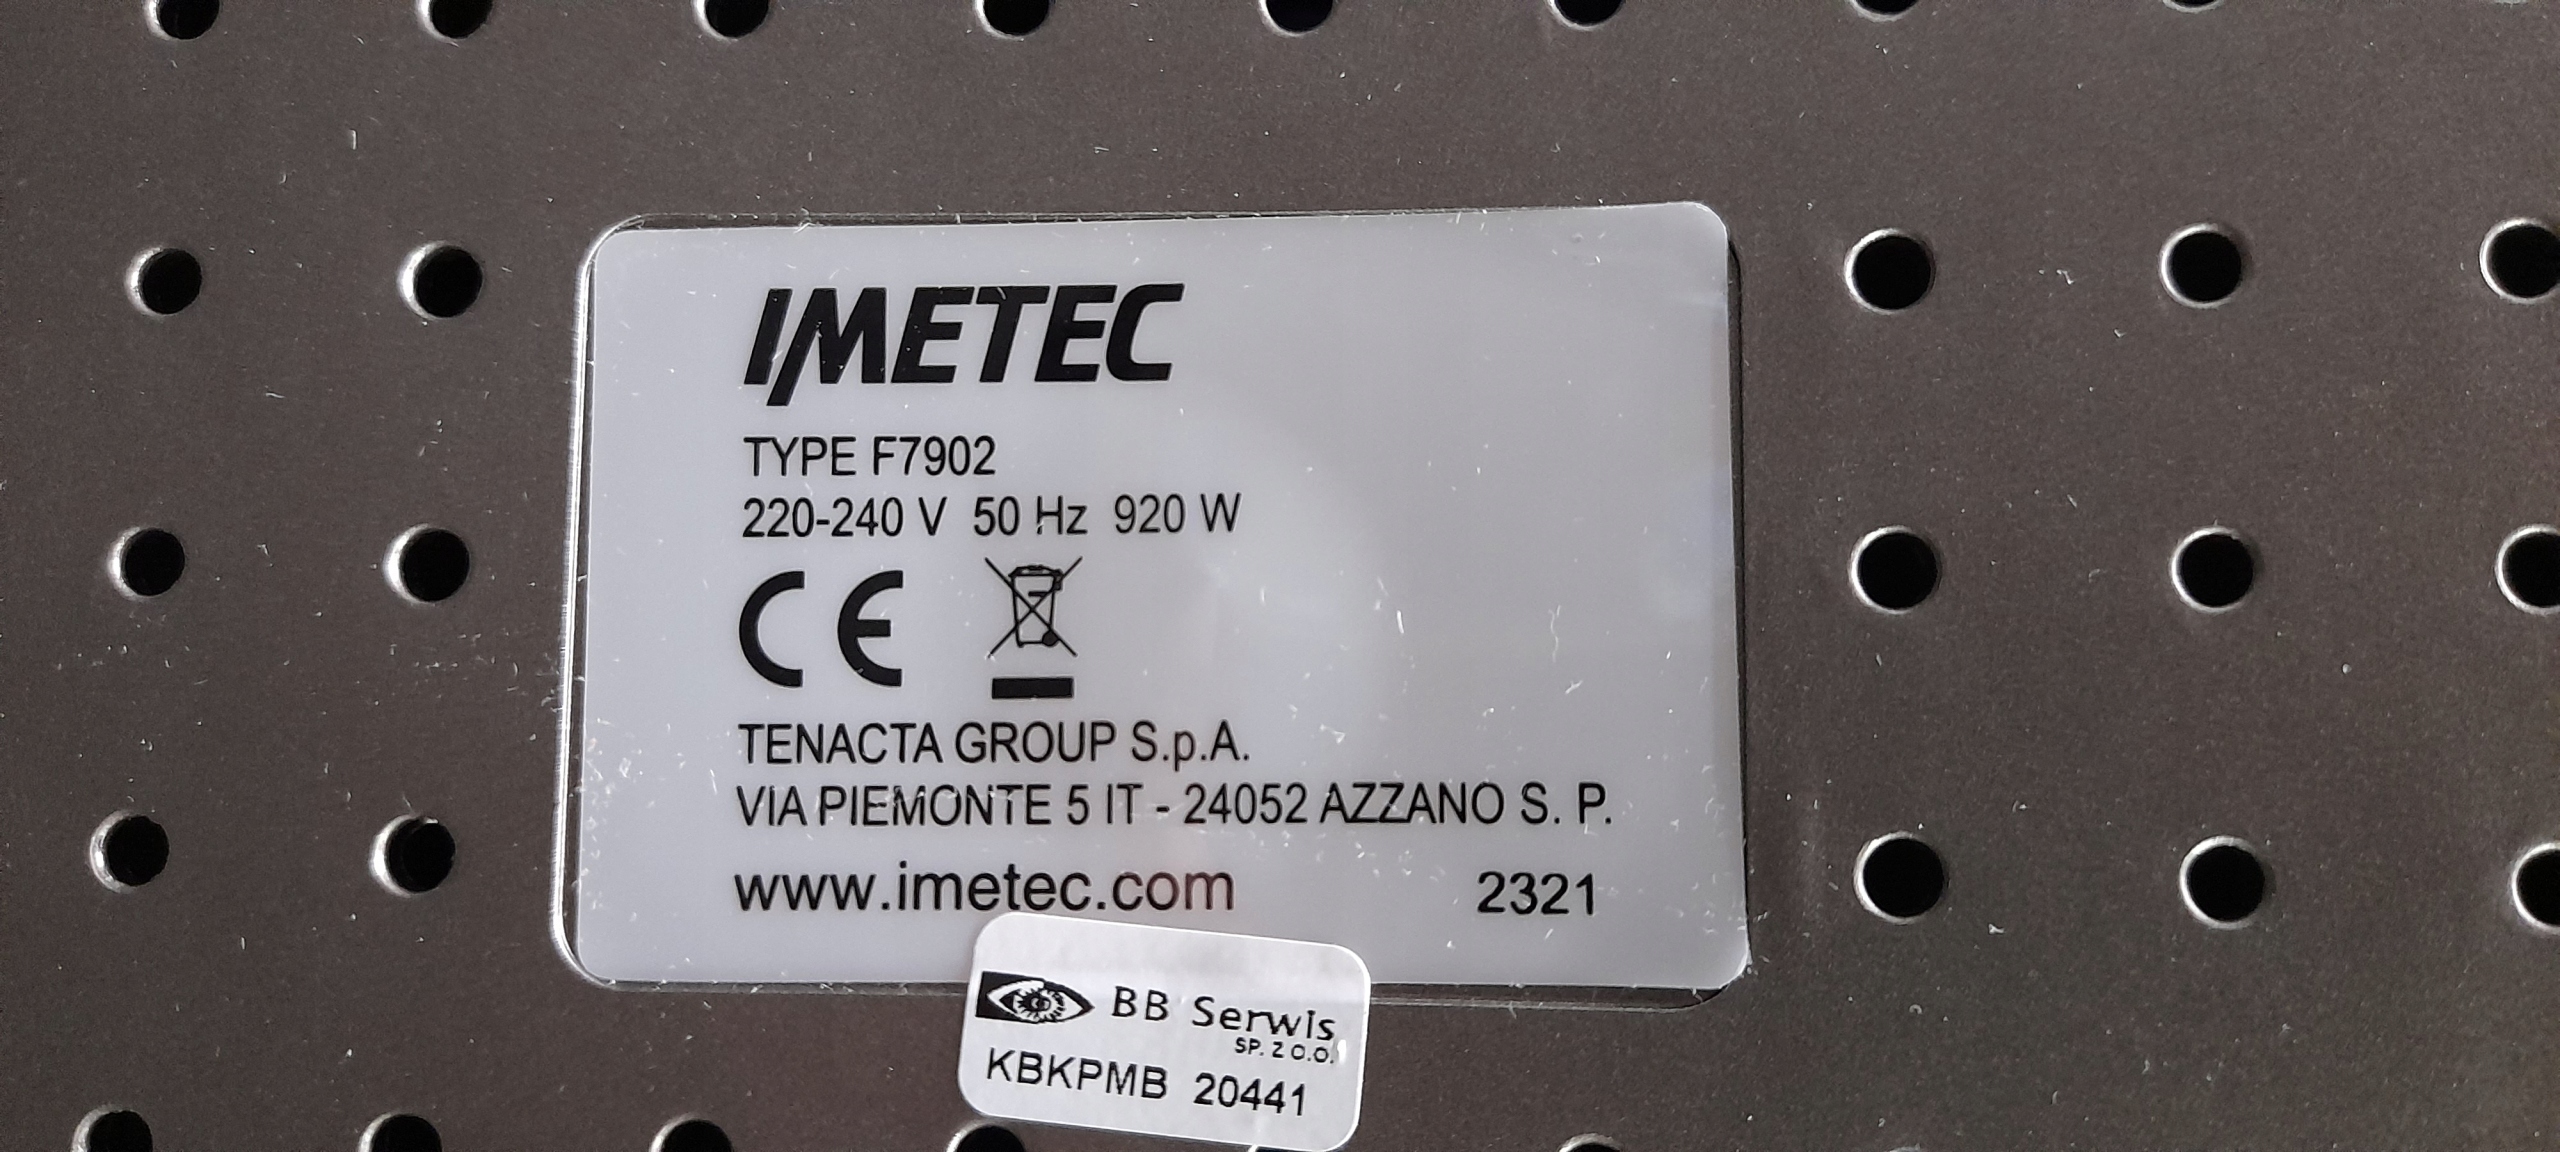 IMETEC
TYPE F7902
220-240 V 50 Hz 920 W
CE
TENACTA GROUP S.p.A.
VIA PIEMONTE 5 IT - 24052 AZZANO S. P.
www.imetec.com 2321
BB Serwis
SP. Z O.O.
KBKPMB 20441